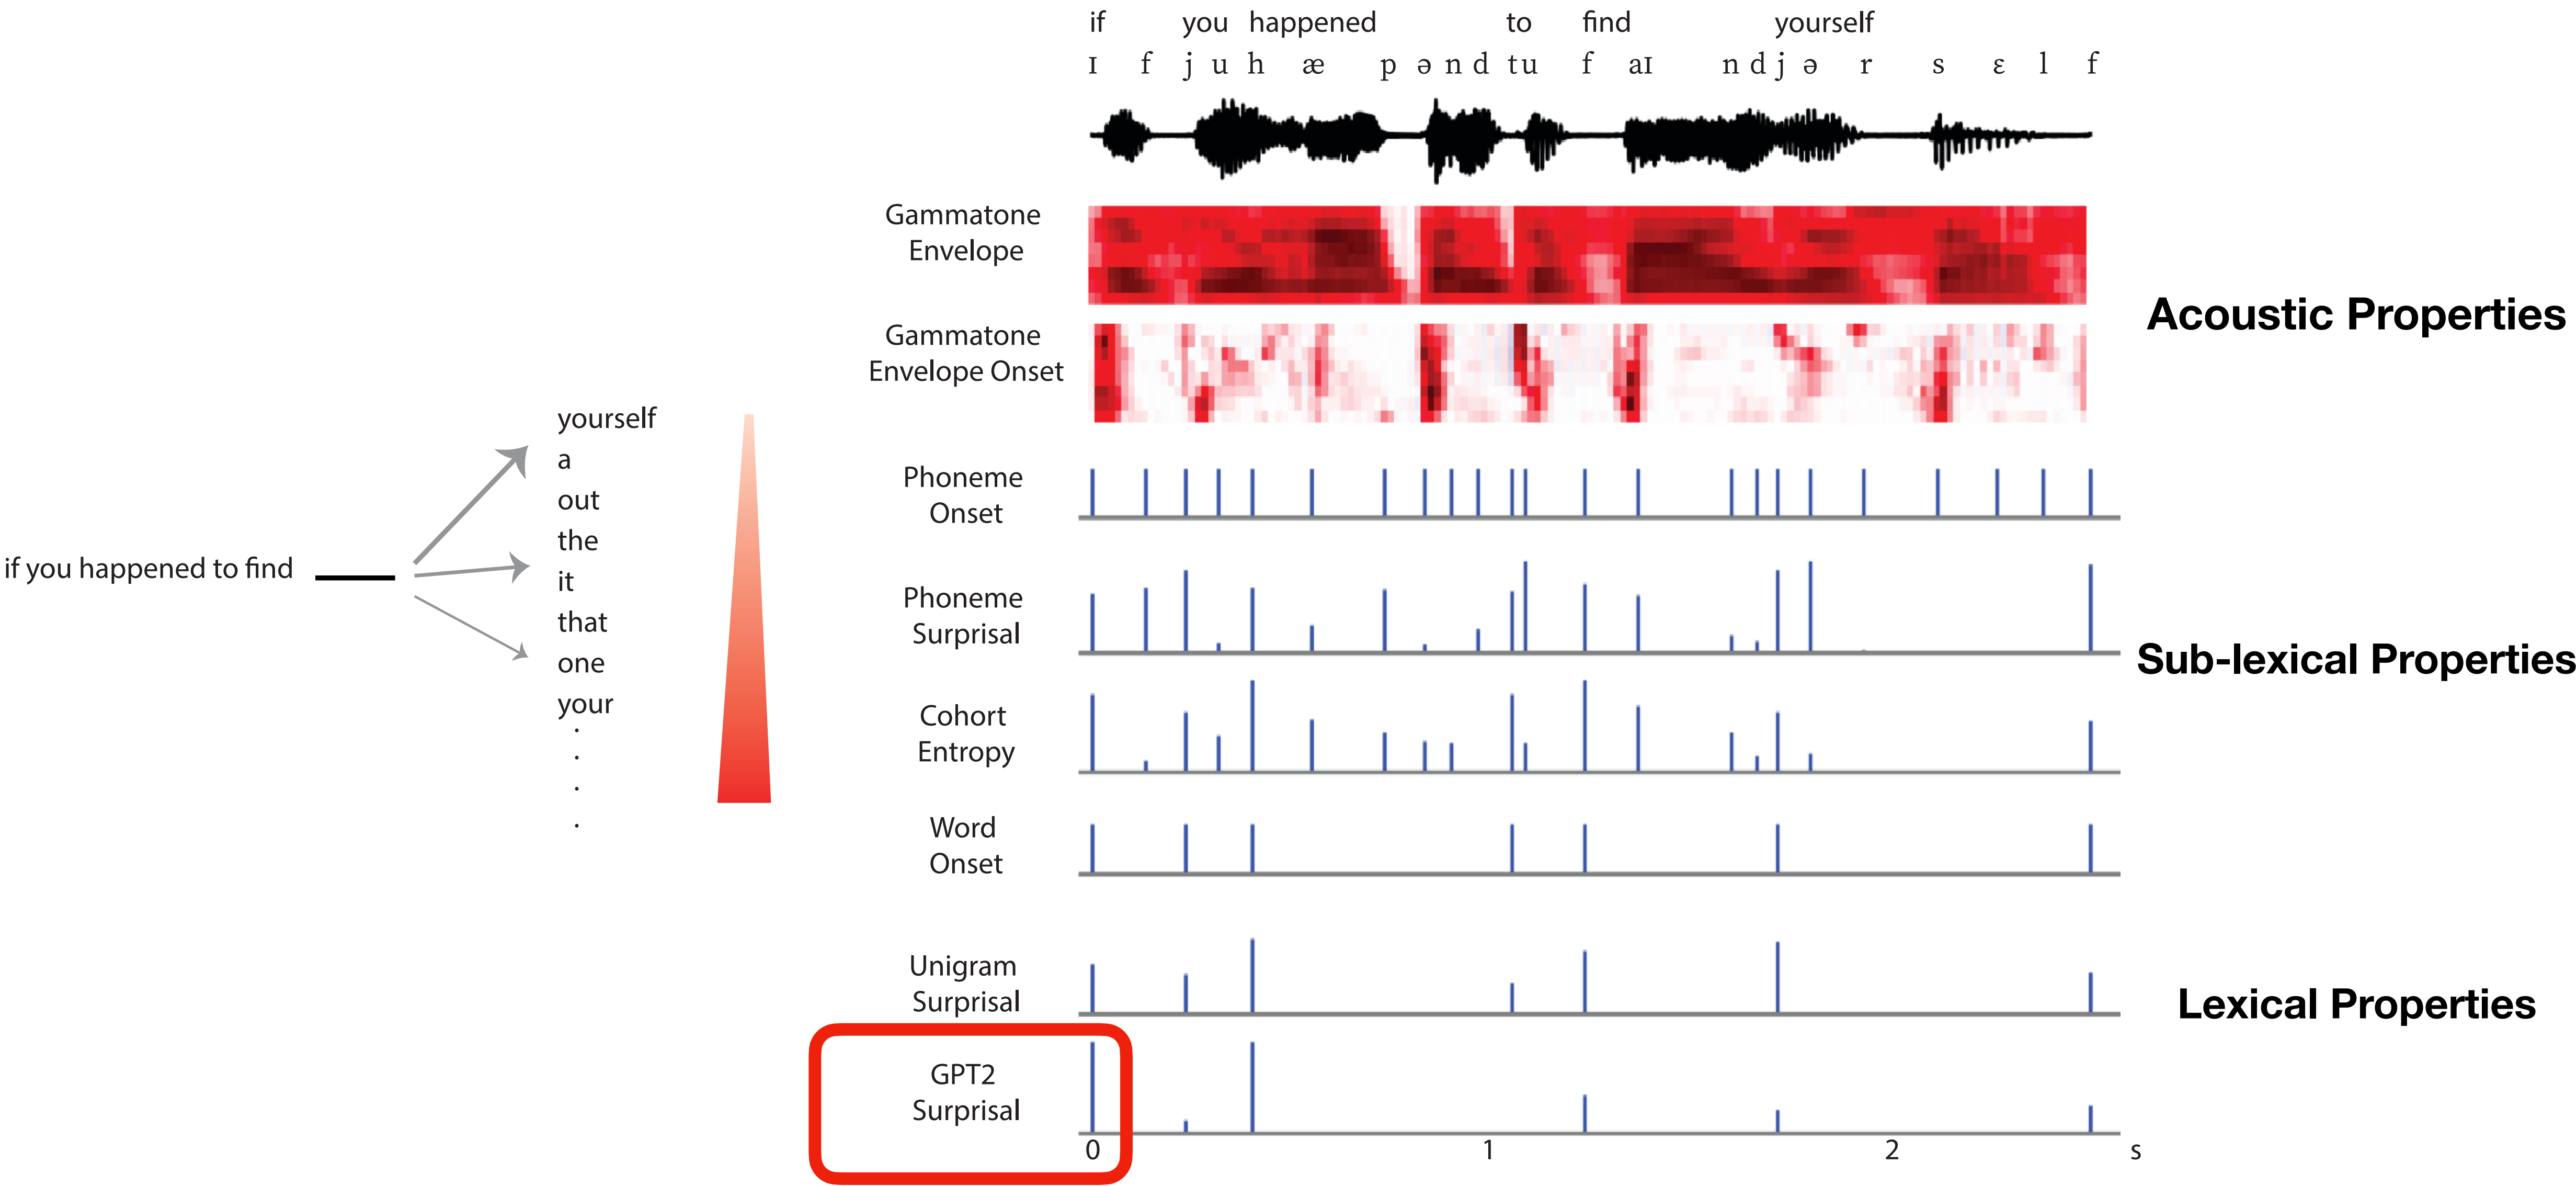 if you happened to find yourself
ɪ f j u h æ p ə n d t u f aɪ n d j ə r s ɛ l f
Gammatone
Envelope
Gammatone
Envelope Onset
Acoustic Properties
Phoneme
Onset
Phoneme
Surprisal
Sub-lexical Properties
Cohort
Entropy
Word
Onset
Unigram
Surprisal
Lexical Properties
GPT2
Surprisal
0 1 2 s
if you happened to find ____
yourself
a
out
the
it
that
one
your
.
.
.
.